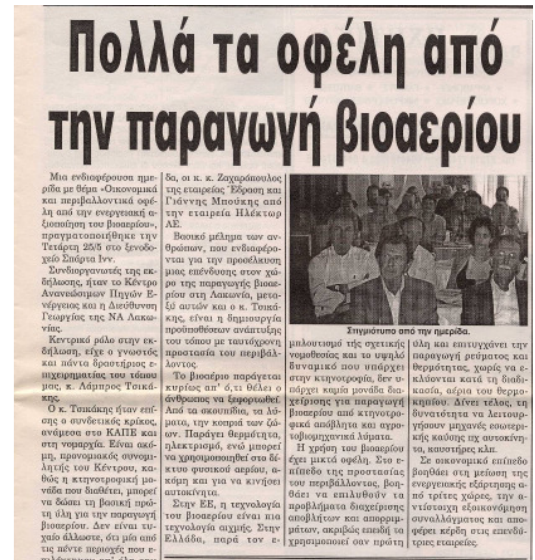 Πολλά τα οφέλη από
την παραγωγή βιοαερίου
Μια ενδιαφέρουσα ημε-
ρίδα με θέμα «Οικονομικά
και περιβαλλοντικά οφέ-
λη από την ενεργειακή α-
ξιοποίηση του βιοαερίου»,
πραγματοποιήθηκε την
Τετάρτη 25/5 στο ξενοδο-
χείο Σπάρτα Ινν.
Συνδιοργανωτές της εκ-
δήλωσης, ήταν το Κέντρο
Ανανεώσιμων Πηγών Ε-
νέργειας και η Διεύθυνση
Γεωργίας της ΝΑ Λακω-
νίας.
Κεντρικό ρόλο στην εκ-
δήλωση, είχε ο γνωστός
και πάντα δραστήριος ε-
πιχειρηματίας του τόπου
μας, κ. Λάμπρος Τσικά-
κης.
Ο κ. Τσικάκης ήταν επί-
σης ο συνδετικός κρίκος,
ανάμεσα στο ΚΑΠΕ και
στη νομαρχία. Είναι ακό-
μη, προνομιακός συνομι-
λητής του Κέντρου, κα-
θώς η κτηνοτροφική μο-
νάδα που διαθέτει, μπορεί
να δώσει τη βασική πρώ-
τη ύλη για την παραγωγή
βιοαερίου. Δεν είναι τυ-
χαίο άλλωστε, ότι μία από
τις πέντε περιοχές που ε-
δα, οι κ. κ. Ζαχαρόπουλος
της εταιρείας Έδραση και
Γιάννης Μπούκης από
την εταιρεία Ηλέκτωρ
ΑΕ.
Βασικό μέλημα των αν-
θρώπων, που ενδιαφέρο-
νται για την προσέλκυση
μιας επένδυσης στον χώ-
ρο της παραγωγής βιοαε-
ρίου στη Λακωνία, μετα-
ξύ αυτών και ο κ. Τσικά-
κης, είναι η δημιουργία
προϋποθέσεων ανάπτυξης
του τόπου με ταυτόχρονη
προστασία του περιβάλ-
λοντος.
Το βιοαέριο παράγεται
κυρίως απ' ό,τι θέλει ο
άνθρωπος να ξεφορτωθεί.
Από τα σκουπίδια, τα λύ-
ματα, την κοπριά των ζώ-
ων. Παράγει θερμότητα,
ηλεκτρισμό, ενώ μπορεί
να χρησιμοποιηθεί στο δί-
κτυο φυσικού αερίου, α-
κόμη και για να κινήσει
αυτοκίνητα.
Στην ΕΕ, η τεχνολογία
του βιοαερίου είναι πια
τεχνολογία αιχμής. Στην
Ελλάδα, παρά τον ε-
Στιγμιότυπο από την ημερίδα.
μπλουτισμό τής σχετικής
νομοθεσίας και το υψηλό
δυναμικό που υπάρχει
στην κτηνοτροφία, δεν υ-
πάρχει καμία μονάδα δια-
χείρισης για παραγωγή
βιοαερίου από κτηνοτρο-
φικά απόβλητα και αγρο-
τοβιομηχανικά λύματα.
Η χρήση του βιοαερίου
έχει μικτά οφέλη. Στο ε-
πίπεδο της προστασίας
του περιβάλλοντος, βοη-
θάει να επιλυθούν τα
προβλήματα διαχείρισης
αποβλήτων και απορριμ-
μάτων, ακριβώς επειδή τα
χρησιμοποιεί σαν πρώτη
ύλη και επιτυγχάνει την
παραγωγή ρεύματος και
θερμότητας, χωρίς να ε-
κλύονται κατά τη διαδι-
κασία, αέρια του θερμο-
κηπίου. Δίνει τέλος, τη
δυνατότητα να λειτουρ-
γήσουν μηχανές εσωτερι-
κής καύσης πχ αυτοκίνη-
τα, καυστήρες κλπ.
Σε οικονομικό επίπεδο
βοηθάει στη μείωση της
ενεργειακής εξάρτησης α-
πό τρίτες χώρες, την α-
ντίστοιχη εξοικονόμηση
συναλλάγματος και απο-
φέρει κέρδη στις επενδύ-
τριες εταιρείες.